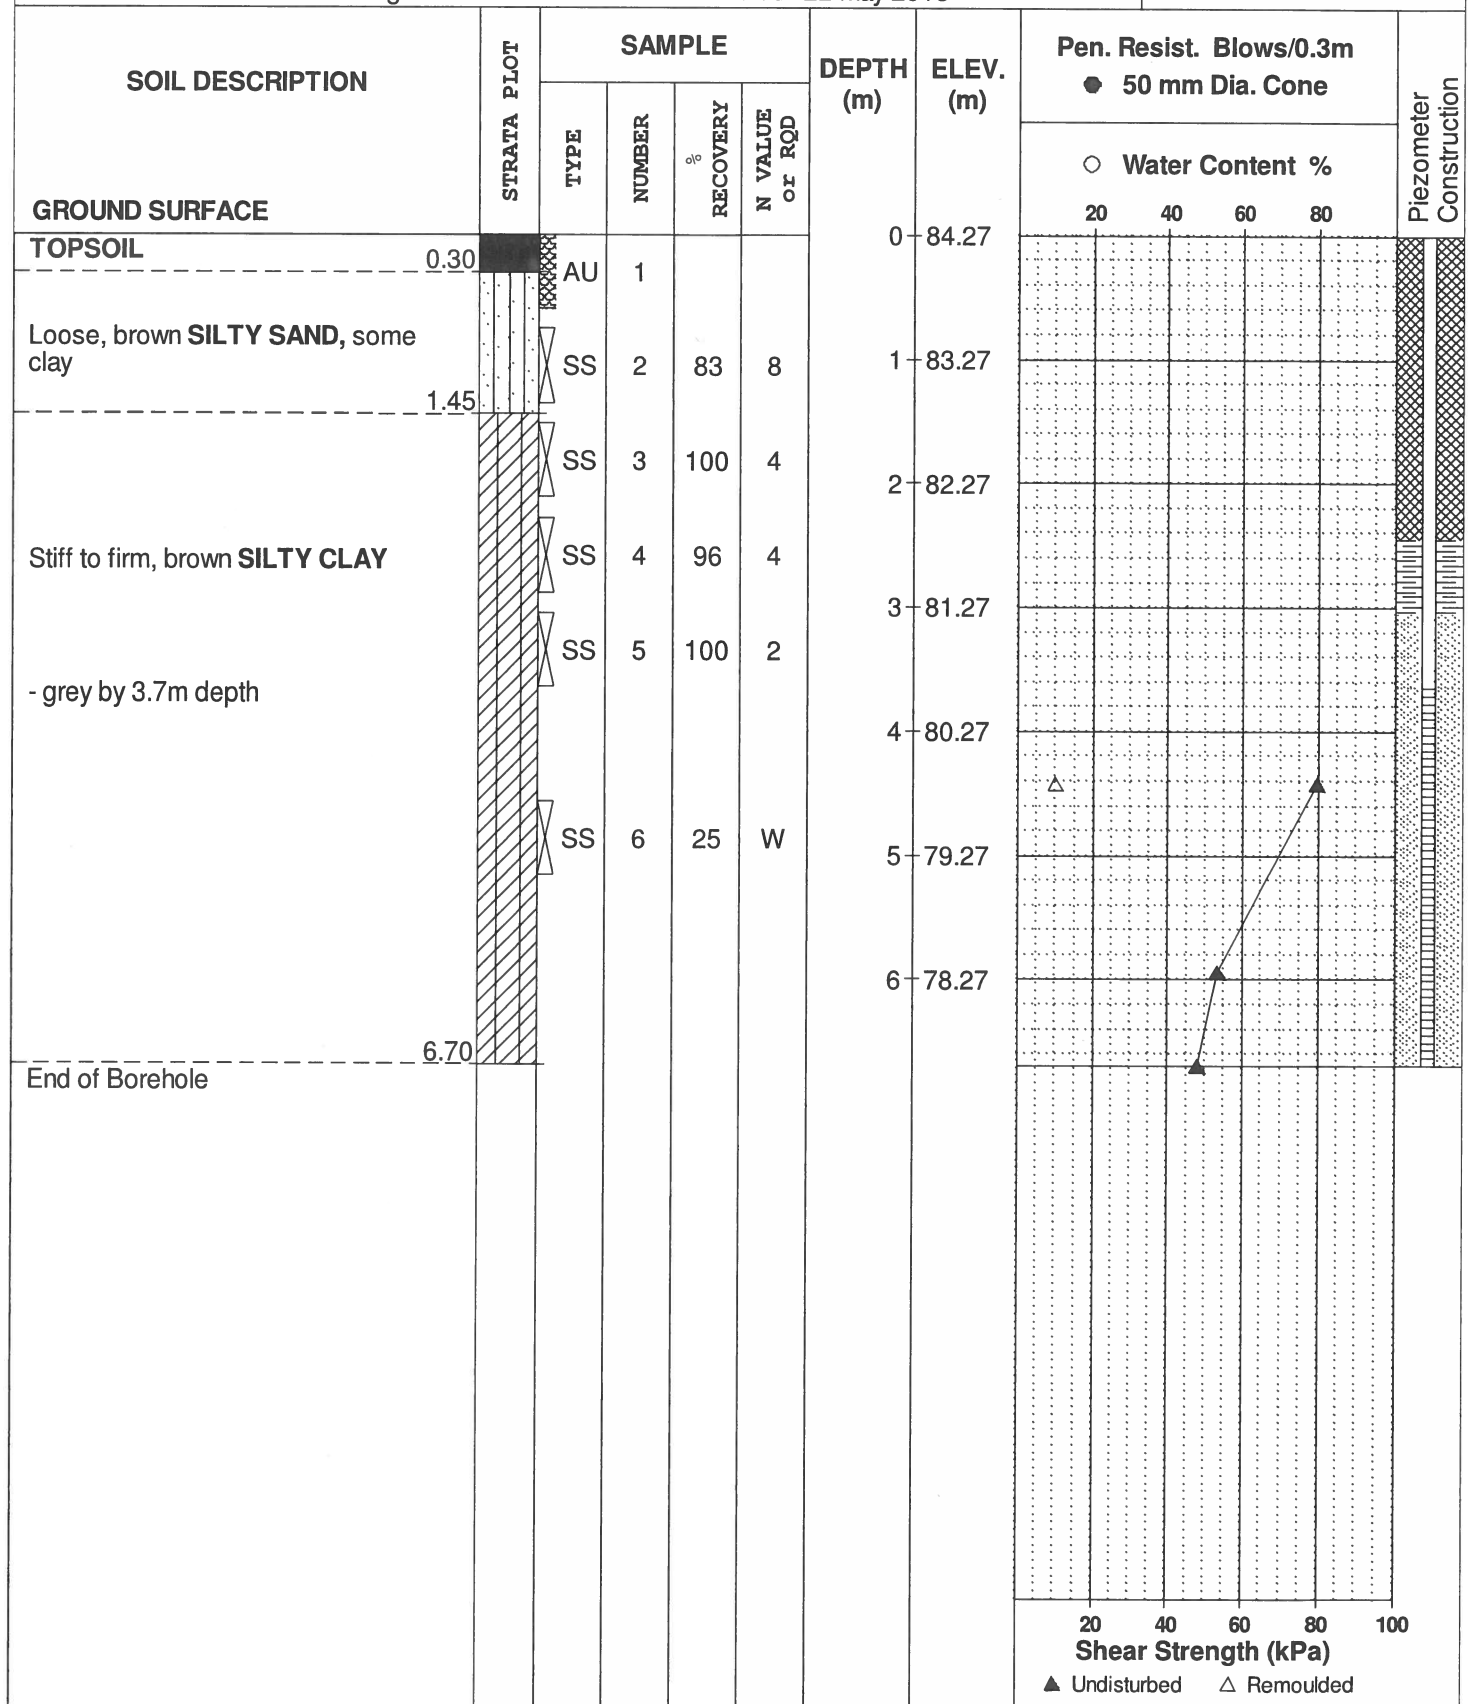 SOIL DESCRIPTION
GROUND SURFACE
STRATA PLOT
SAMPLE
TYPE
NUMBER
% RECOVERY
N VALUE or RQD
DEPTH (m)
ELEV. (m)
Pen. Resist. Blows/0.3m
● 50 mm Dia. Cone
○ Water Content %
20 40 60 80
Piezometer Construction
TOPSOIL 0.30
AU 1
0 84.27
Loose, brown SILTY SAND, some
clay
1.45
SS 2 83 8
1 83.27
SS 3 100 4
2 82.27
Stiff to firm, brown SILTY CLAY
SS 4 96 4
3 81.27
SS 5 100 2
- grey by 3.7m depth
4 80.27
SS 6 25 W
5 79.27
6 78.27
6.70
End of Borehole
20 40 60 80 100
Shear Strength (kPa)
▲ Undisturbed △ Remoulded